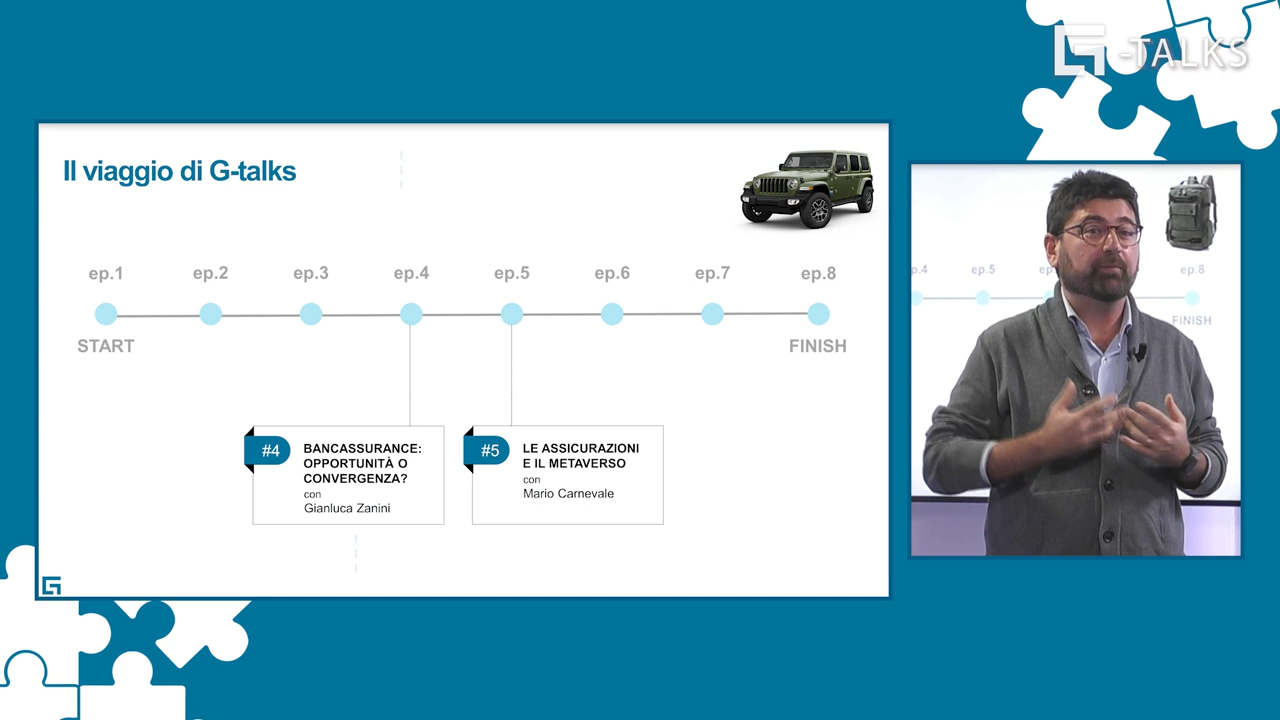 G-TALKS
Il viaggio di G-talks
ep.1 ep.2 ep.3 ep.4 ep.5 ep.6 ep.7 ep.8
START FINISH
#4
BANCASSURANCE:
OPPORTUNITÀ O
CONVERGENZA?
con
Gianluca Zanini
#5
LE ASSICURAZIONI
E IL METAVERSO
con
Mario Carnevale
p.4 ep.5 ep. ep.8
FINISH